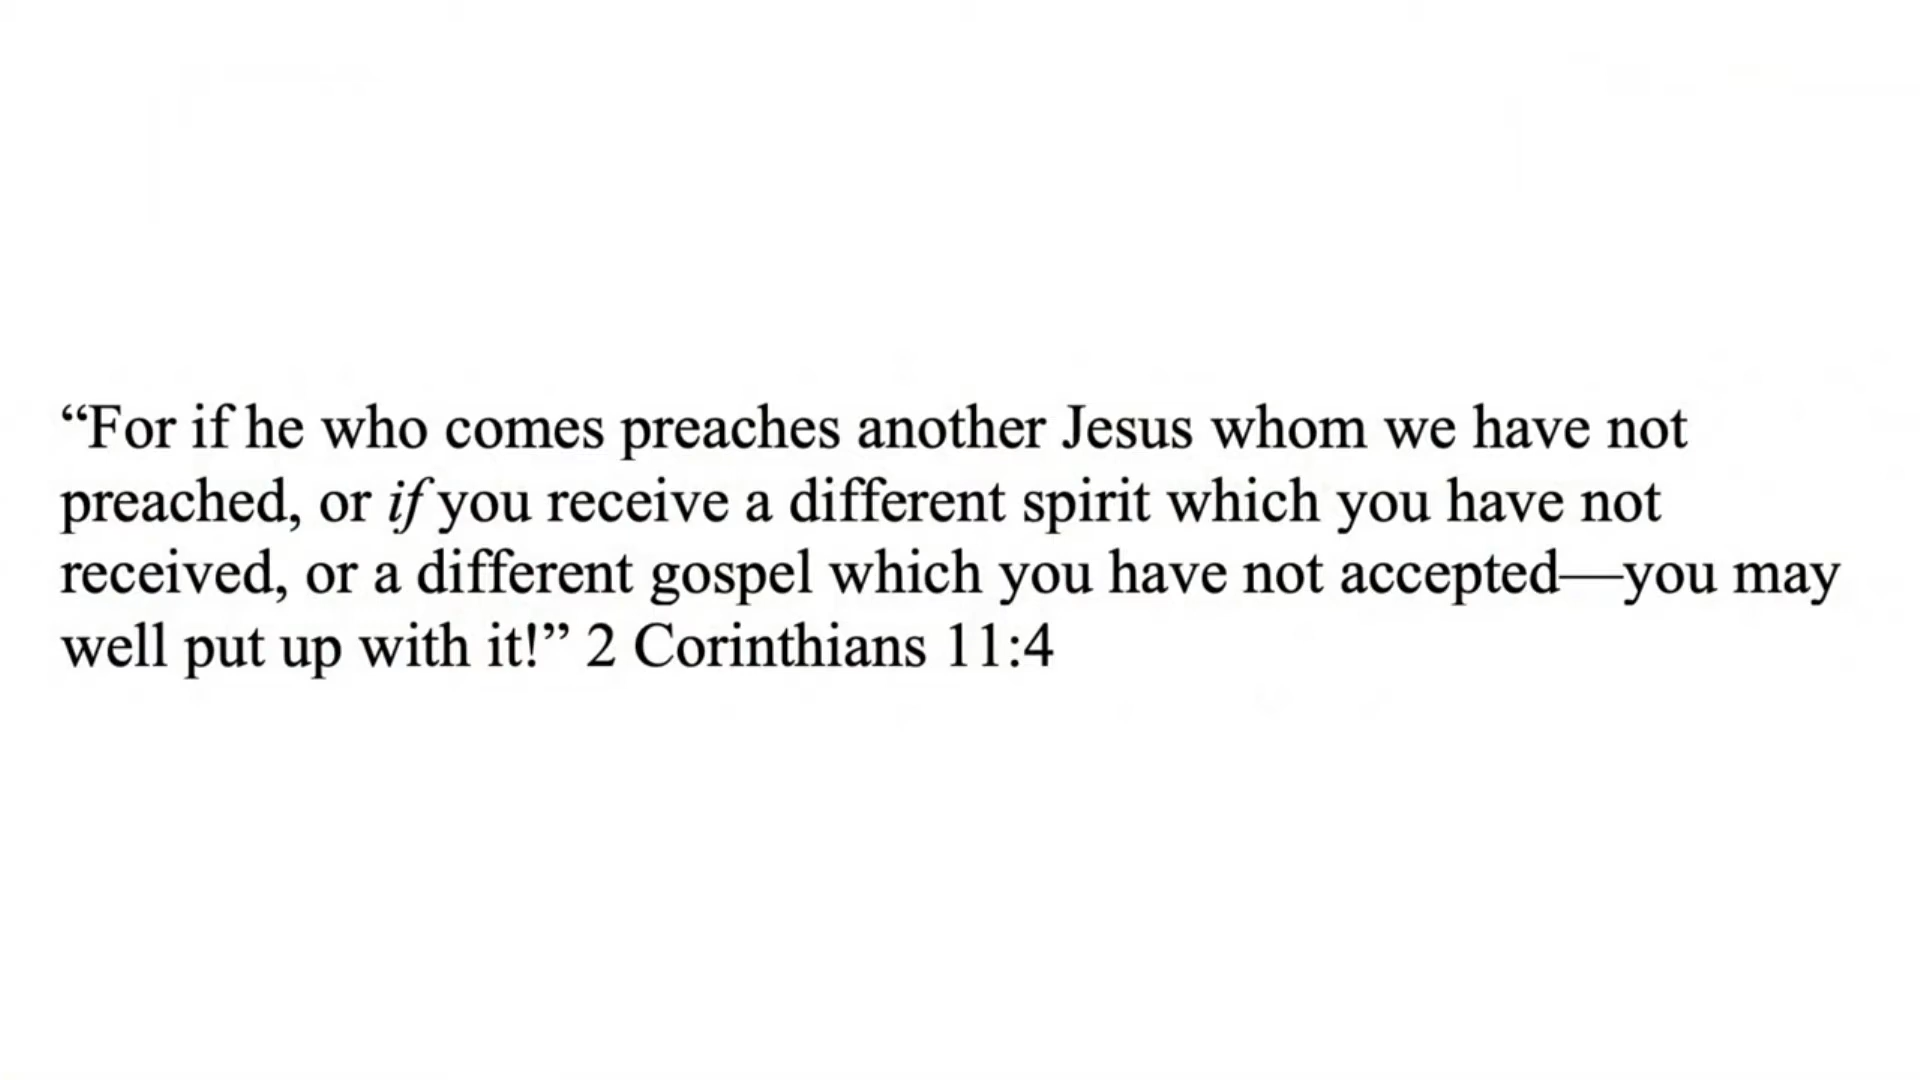 “For if he who comes preaches another Jesus whom we have not
preached, or if you receive a different spirit which you have not
received, or a different gospel which you have not accepted—you may
well put up with it!” 2 Corinthians 11:4